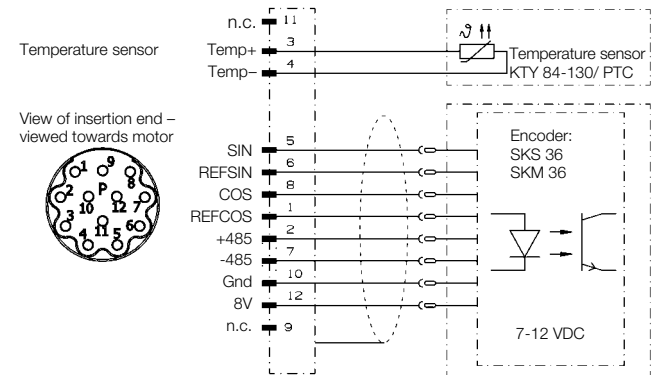 n.c. 11
Temperature sensor
Temp+ 3
Temp– 4
ϑ
Temperature sensor
KTY 84-130/ PTC
View of insertion end –
viewed towards motor
1 9 8
2 P 7
10 12
3 11 6
4 5
SIN 5
REFSIN 6
COS 8
REFCOS 1
+485 2
-485 7
Gnd 10
8V 12
n.c. 9
Encoder:
SKS 36
SKM 36
7-12 VDC